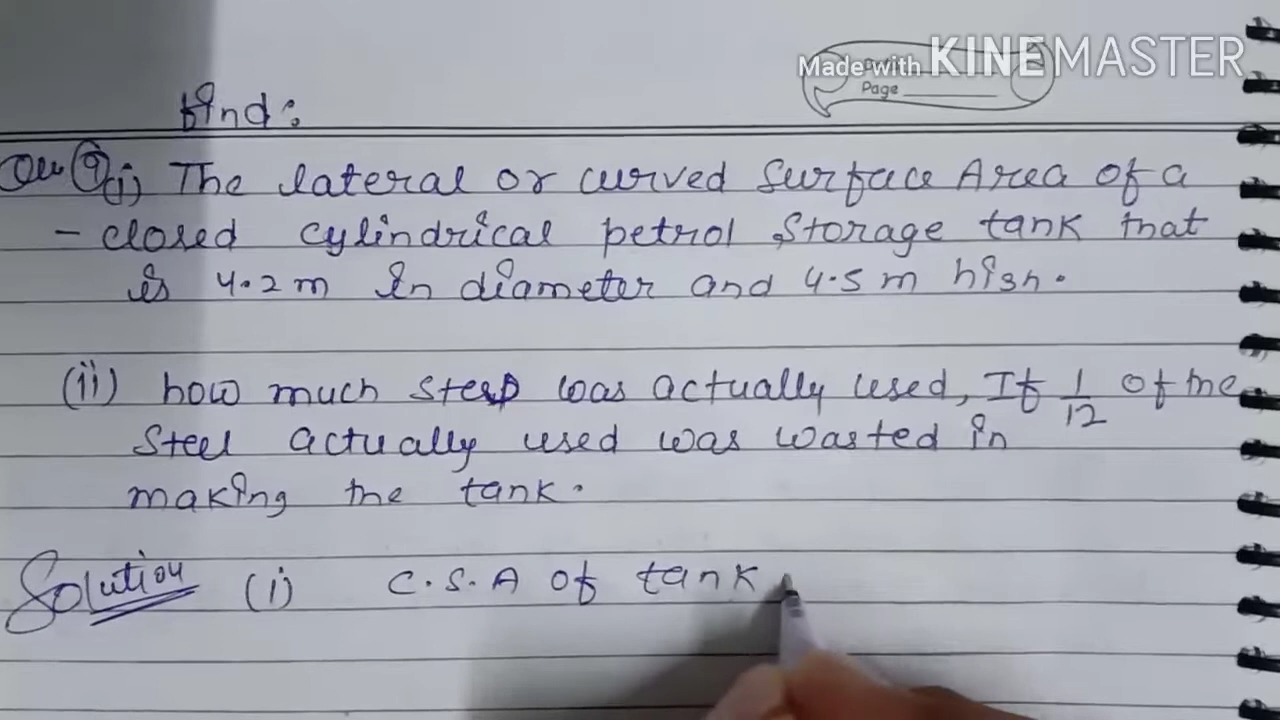 Made with KINEMASTER
Page
find:
Que 9 (i) The lateral or curved Surface Area of a
- closed cylindrical petrol storage tank that
is 4.2 m in diameter and 4.5 m high.
(ii) how much steel was actually used, If 1/12 of the
steel actually used was wasted in
making the tank.
Solution (i) C.S.A of tank